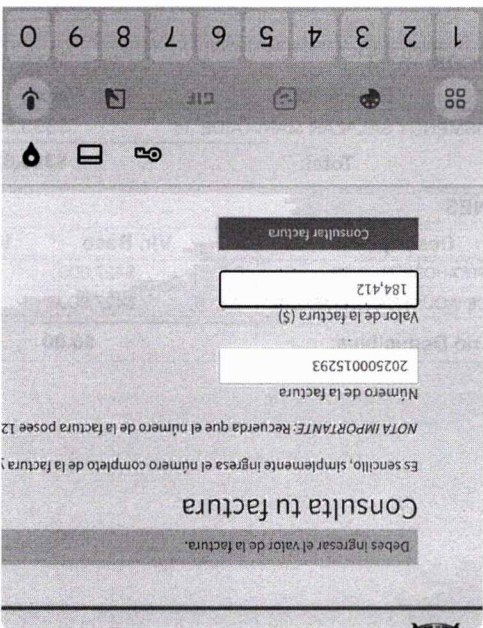 Debes ingresar el valor de la factura.
Consulta tu factura
Es sencillo, simplemente ingresa el número completo de la factura y
NOTA IMPORTANTE: Recuerda que el número de la factura posee 12
Número de la factura
202500015293
Valor de la factura ($)
184,412
Consultar factura
Total
GIF
1 2 3 4 5 6 7 8 9 0